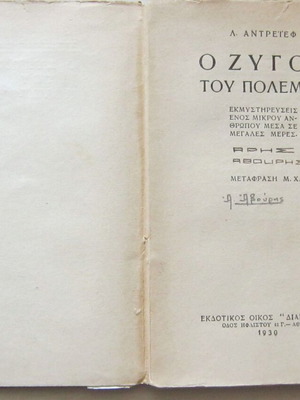 Λ. ΑΝΤΡΕΓΕΦ
Ο ΖΥΓΟ
ΤΟΥ ΠΟΛΕΜ
ΕΚΜΥΣΤΗΡΕΥΣΕΙΣ
ΕΝΟΣ ΜΙΚΡΟΥ ΑΝ-
ΘΡΩΠΟΥ ΜΕΣΑ ΣΕ
ΜΕΓΑΛΕΣ ΜΕΡΕΣ.
ΑΡΗΣ
ΑΒΟΥΡΗΣ
ΜΕΤΑΦΡΑΣΗ Μ. Χ.
Α. Αβούρης
ΕΚΔΟΤΙΚΟΣ ΟΙΚΟΣ "ΔΙΑ
ΟΔΟΣ ΗΦΑΙΣΤΟΥ
1930